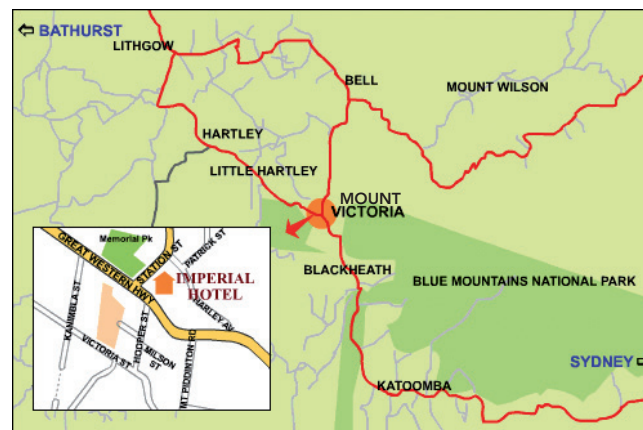 BATHURST
LITHGOW
BELL
MOUNT WILSON
HARTLEY
LITTLE HARTLEY
MOUNT
VICTORIA
BLACKHEATH
BLUE MOUNTAINS NATIONAL PARK
SYDNEY
KATOOMBA
Memorial Pk
GREAT WESTERN HWY
STATION ST
PATRICK ST
IMPERIAL
HOTEL
HARLEY AV
KANIMBLA ST
VICTORIA ST
HOOPER ST
MILSON
ST
MT PIDDINGTON RD